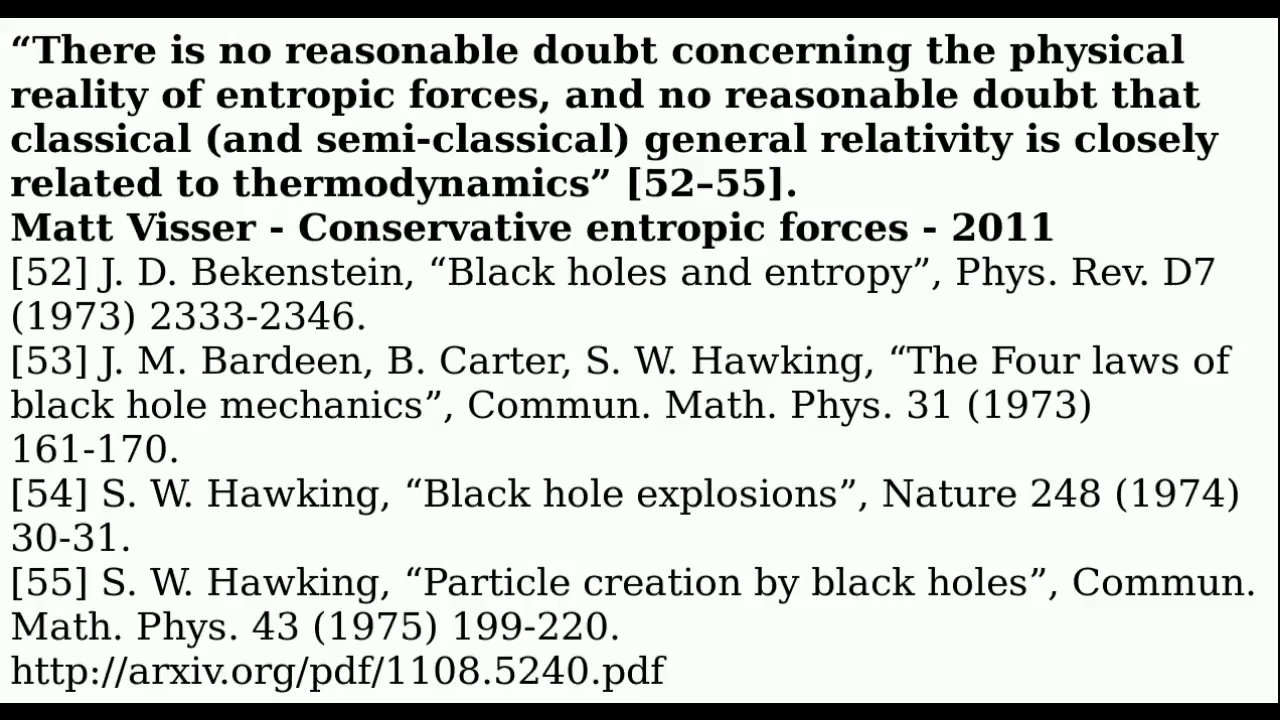 “There is no reasonable doubt concerning the physical
reality of entropic forces, and no reasonable doubt that
classical (and semi-classical) general relativity is closely
related to thermodynamics” [52–55].
Matt Visser - Conservative entropic forces - 2011
[52] J. D. Bekenstein, “Black holes and entropy”, Phys. Rev. D7
(1973) 2333-2346.
[53] J. M. Bardeen, B. Carter, S. W. Hawking, “The Four laws of
black hole mechanics”, Commun. Math. Phys. 31 (1973)
161-170.
[54] S. W. Hawking, “Black hole explosions”, Nature 248 (1974)
30-31.
[55] S. W. Hawking, “Particle creation by black holes”, Commun.
Math. Phys. 43 (1975) 199-220.
http://arxiv.org/pdf/1108.5240.pdf